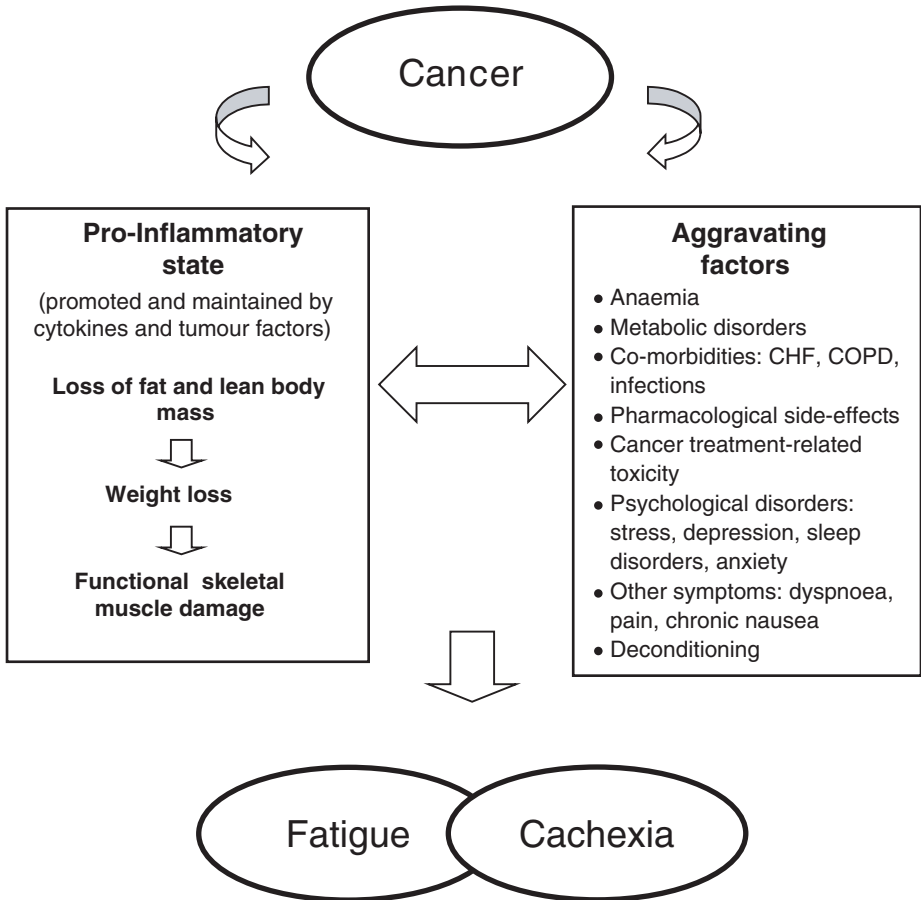 Cancer
Pro-Inflammatory
state
(promoted and maintained by
cytokines and tumour factors)
Loss of fat and lean body
mass
Weight loss
Functional skeletal
muscle damage
Aggravating
factors
• Anaemia
• Metabolic disorders
• Co-morbidities: CHF, COPD,
infections
• Pharmacological side-effects
• Cancer treatment-related
toxicity
• Psychological disorders:
stress, depression, sleep
disorders, anxiety
• Other symptoms: dyspnoea,
pain, chronic nausea
• Deconditioning
Fatigue
Cachexia